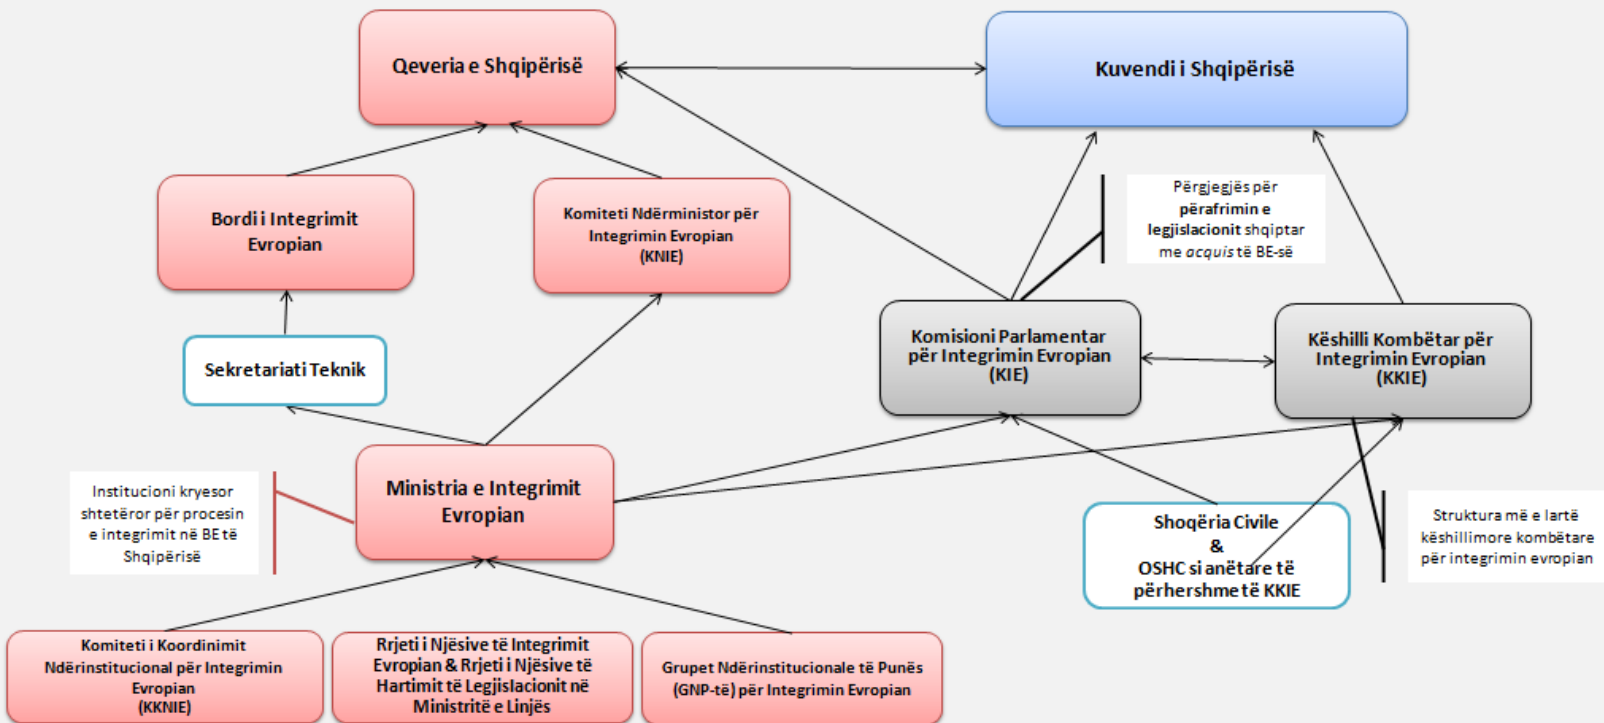 Qeveria e Shqipërisë
Kuvendi i Shqipërisë
Bordi i Integrimit
Evropian
Komiteti Ndërministor për
Integrimin Evropian
(KNIE)
Përgjegjës për
përafrimin e
legjislacionit shqiptar
me acquis të BE-së
Sekretariati Teknik
Komisioni Parlamentar
për Integrimin Evropian
(KIE)
Këshilli Kombëtar për
Integrimin Evropian
(KKIE)
Institucioni kryesor
shtetëror për procesin
e integrimit në BE të
Shqipërisë
Ministria e Integrimit
Evropian
Shoqëria Civile
&
OSHC si anëtare të
përhershme të KKIE
Struktura më e lartë
këshillimore kombëtare
për integrimin evropian
Komiteti i Koordinimit
Ndërinstitucional për Integrimin
Evropian
(KKNIE)
Rrjeti i Njësive të Integrimit
Evropian & Rrjeti i Njësive të
Hartimit të Legjislacionit në
Ministritë e Linjës
Grupet Ndërinstitucionale të Punës
(GNP-të) për Integrimin Evropian